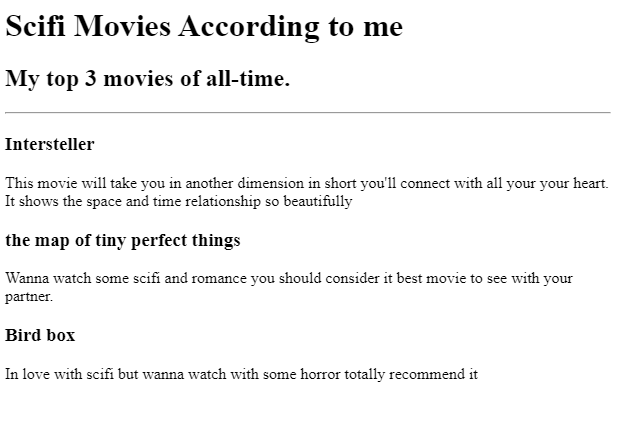 Scifi Movies According to me
My top 3 movies of all-time.
Intersteller
This movie will take you in another dimension in short you'll connect with all your your heart.
It shows the space and time relationship so beautifully
the map of tiny perfect things
Wanna watch some scifi and romance you should consider it best movie to see with your
partner.
Bird box
In love with scifi but wanna watch with some horror totally recommend it